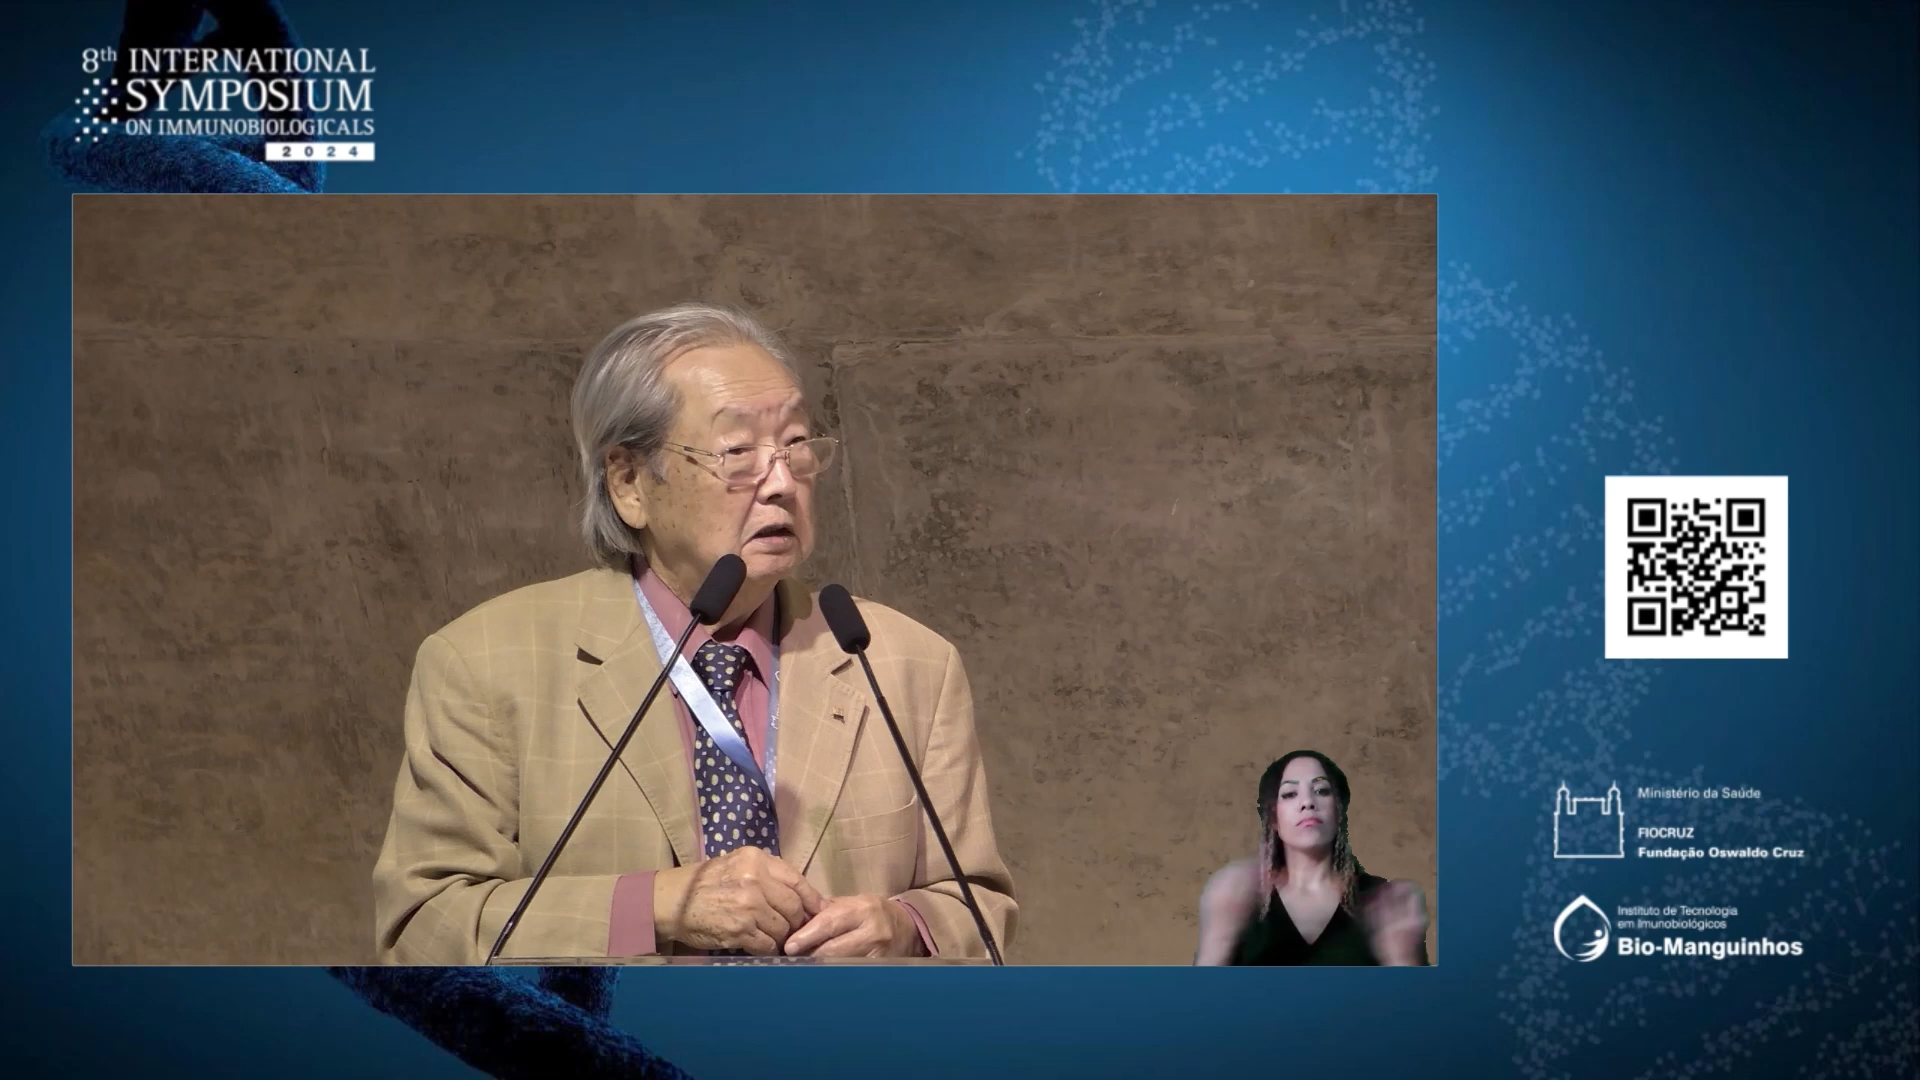 8th INTERNATIONAL
SYMPOSIUM
ON IMMUNOBIOLOGICALS
2024
Ministério da Saúde
FIOCRUZ
Fundação Oswaldo Cruz
Instituto de Tecnologia
em Imunobiológicos
Bio-Manguinhos